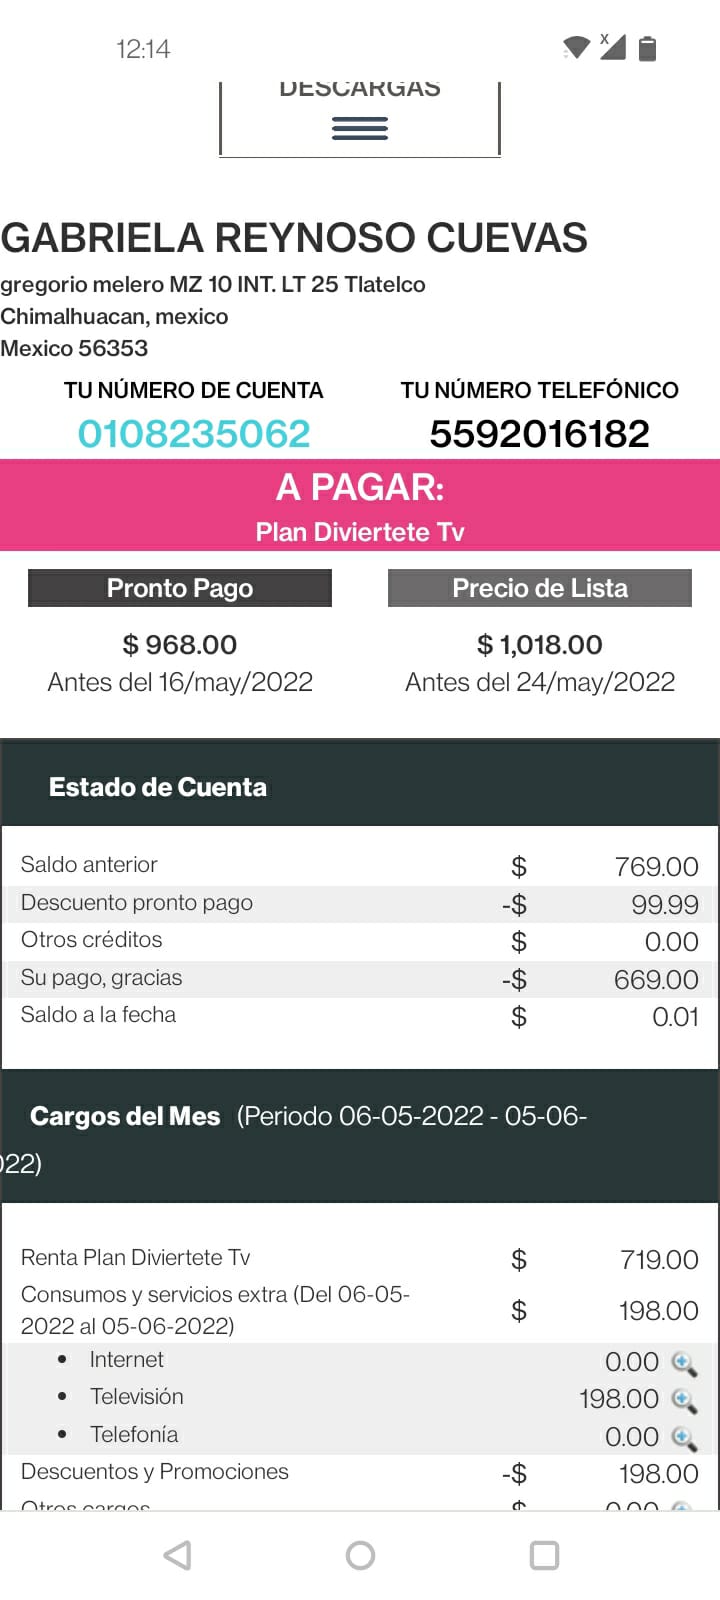 12:14
X
DESCARGAS
GABRIELA REYNOSO CUEVAS
gregorio melero MZ 10 INT. LT 25 Tlatelco
Chimalhuacan, mexico
Mexico 56353
TU NÚMERO DE CUENTA TU NÚMERO TELEFÓNICO
0108235062 5592016182
A PAGAR:
Plan Diviertete Tv
Pronto Pago Precio de Lista
$ 968.00 $ 1,018.00
Antes del 16/may/2022 Antes del 24/may/2022
Estado de Cuenta
Saldo anterior $ 769.00
Descuento pronto pago -$ 99.99
Otros créditos $ 0.00
Su pago, gracias -$ 669.00
Saldo a la fecha $ 0.01
Cargos del Mes (Periodo 06-05-2022 - 05-06-
022)
Renta Plan Diviertete Tv $ 719.00
Consumos y servicios extra (Del 06-05-
2022 al 05-06-2022) $ 198.00
• Internet 0.00
• Televisión 198.00
• Telefonía 0.00
Descuentos y Promociones -$ 198.00
Otros cargos $ 0.00